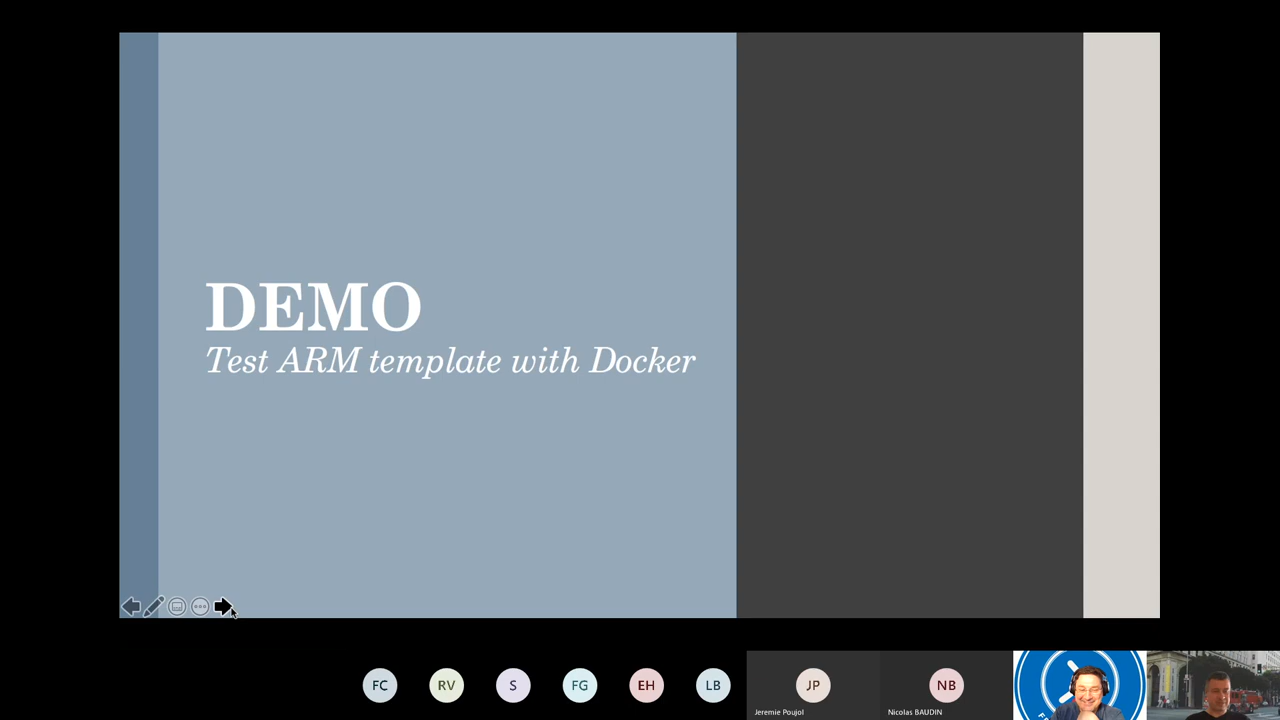 DEMO
Test ARM template with Docker
FC
RV
S
FG
EH
LB
JP
NB
Jeremie Poujol
Nicolas BAUDIN